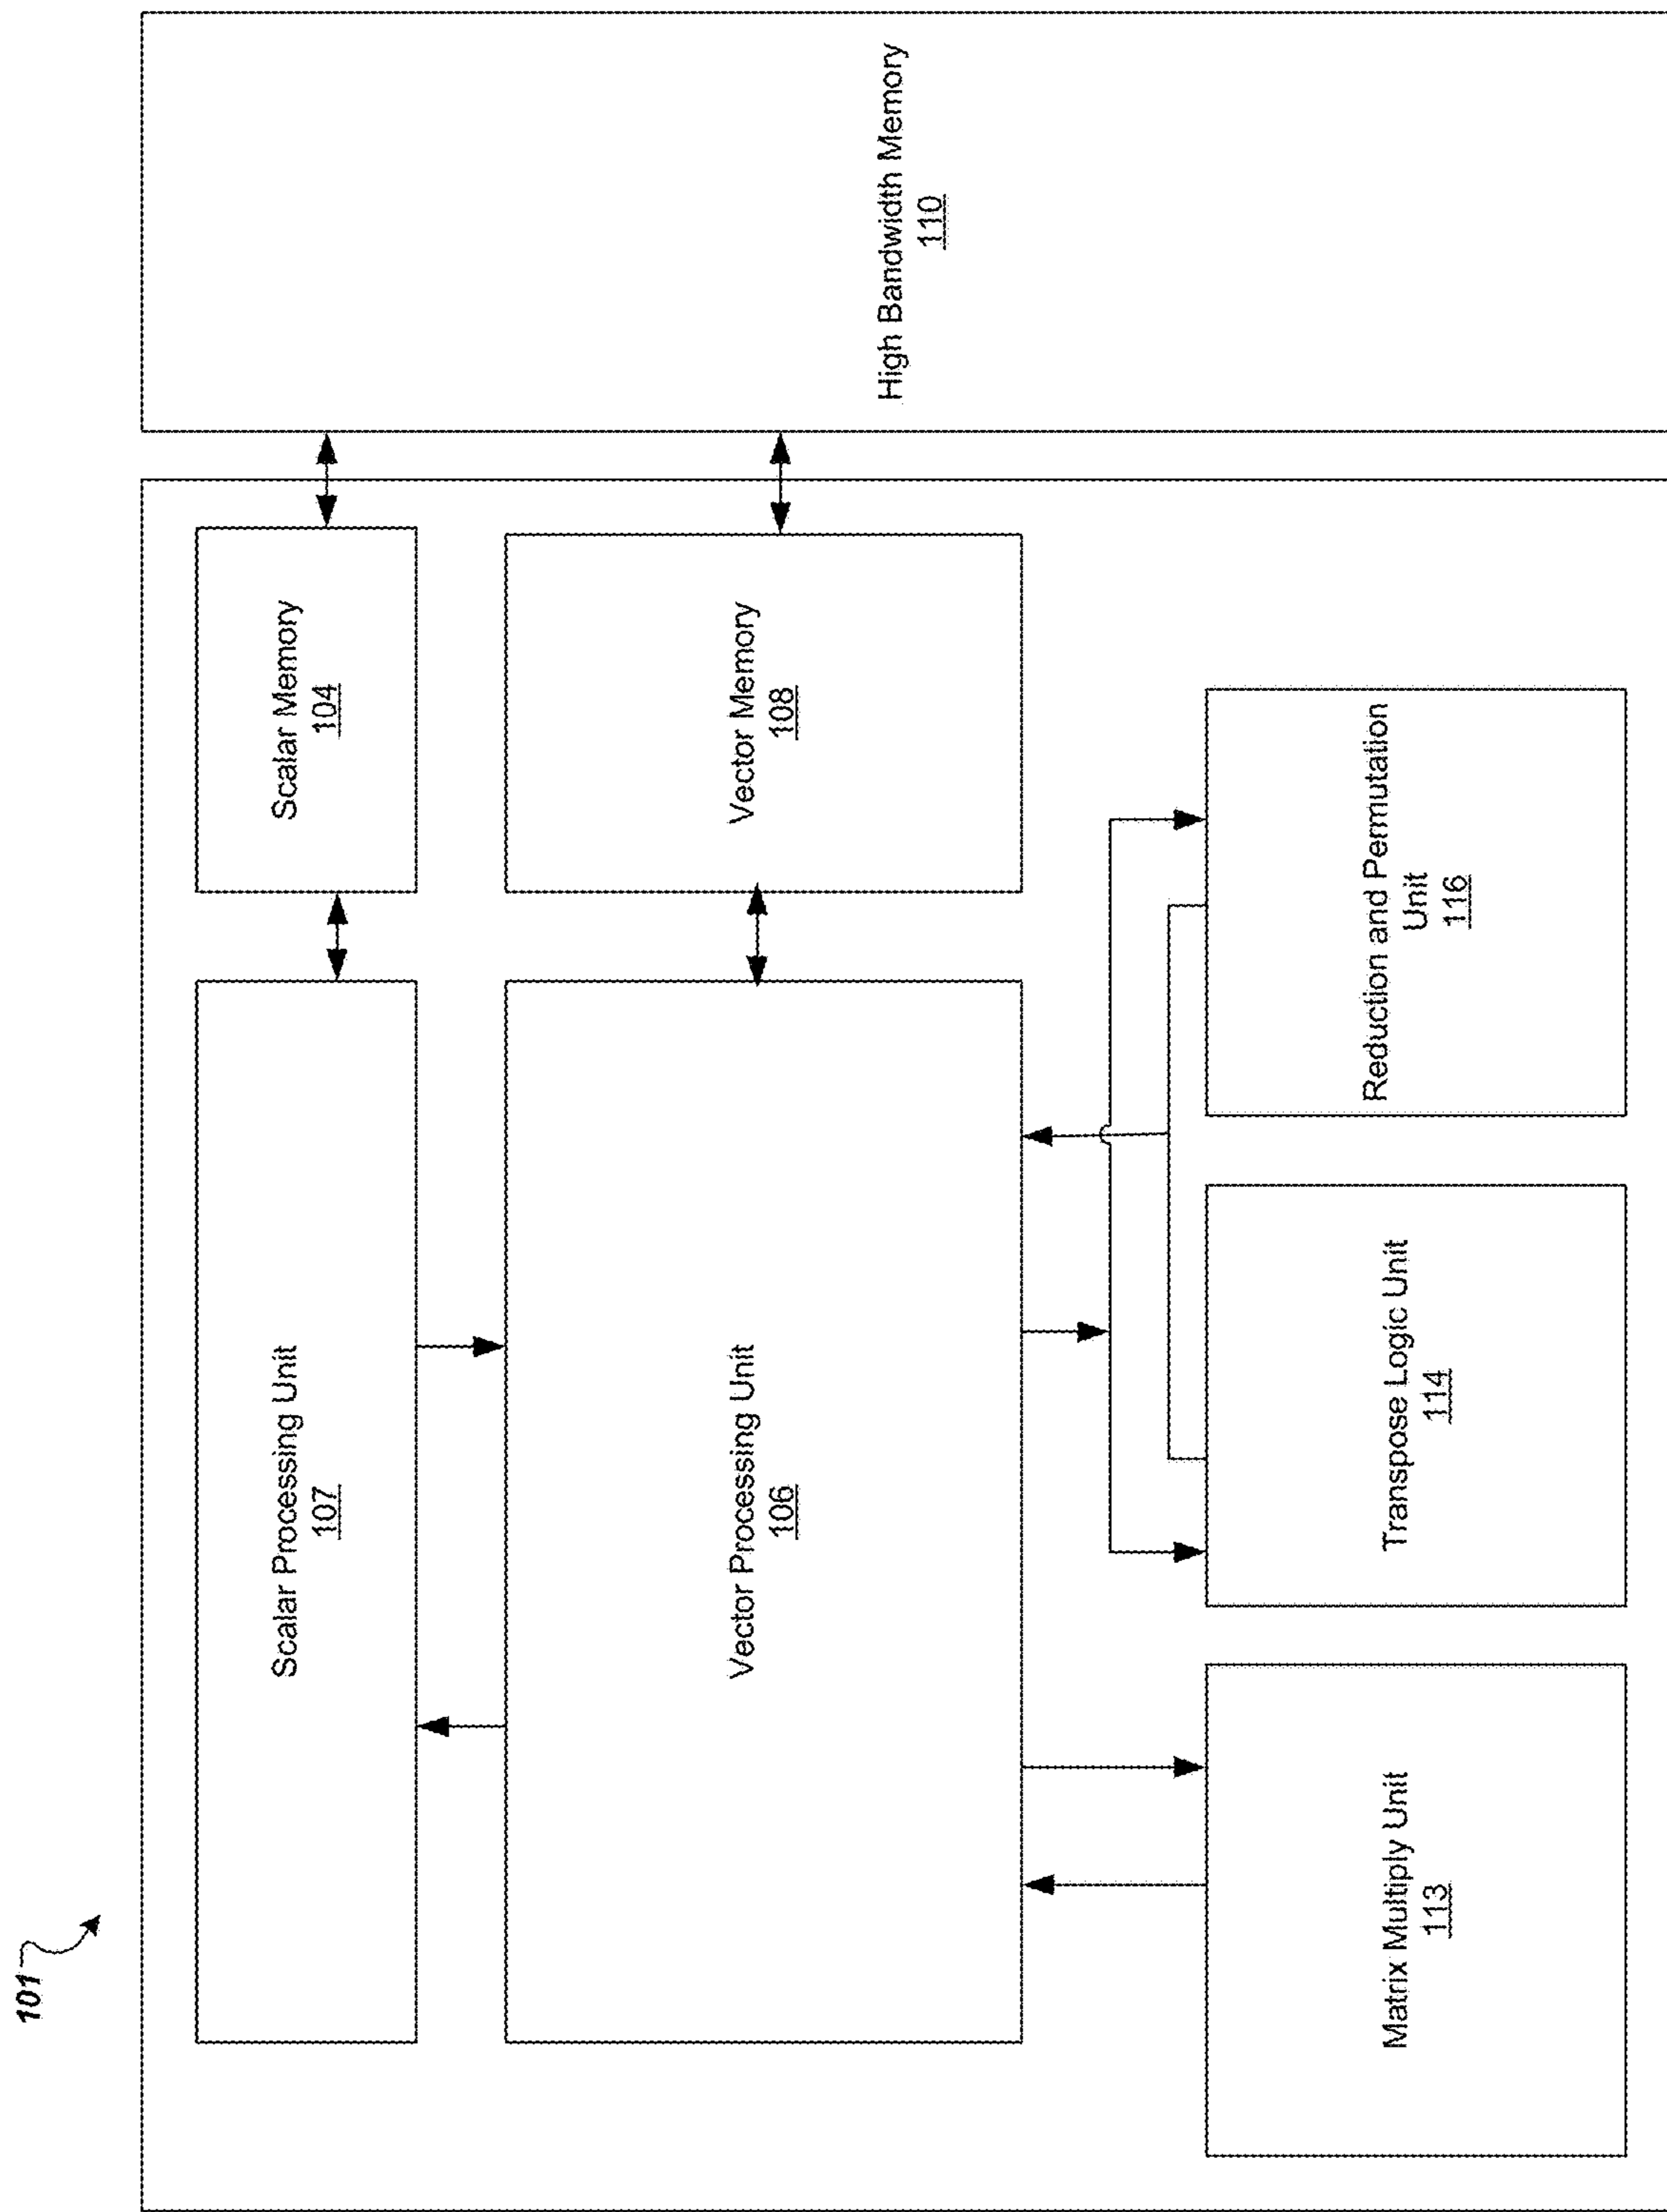 101
Scalar Processing Unit
107
Scalar Memory
104
Vector Processing Unit
106
Vector Memory
108
High Bandwidth Memory
110
Matrix Multiply Unit
113
Transpose Logic Unit
114
Reduction and Permutation
Unit
116